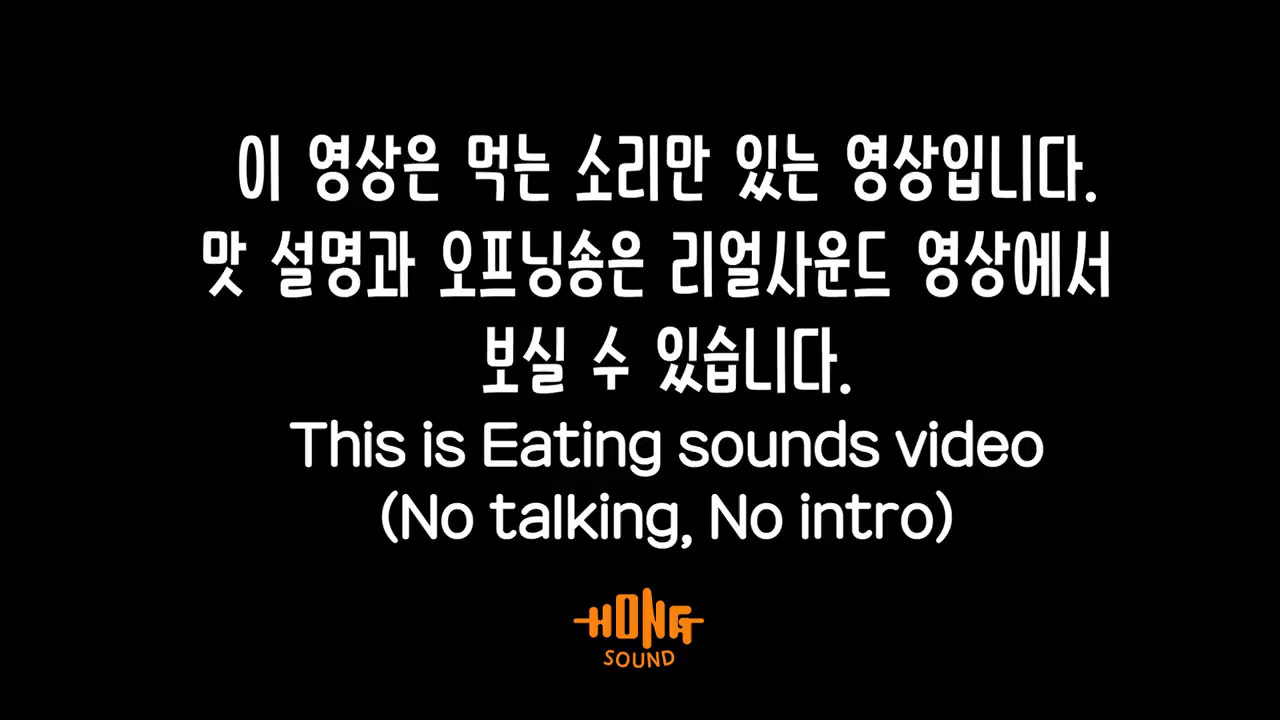 이 영상은 먹는 소리만 있는 영상입니다.
맛 설명과 오프닝송은 리얼사운드 영상에서
보실 수 있습니다.
This is Eating sounds video
(No talking, No intro)
HONG
SOUND